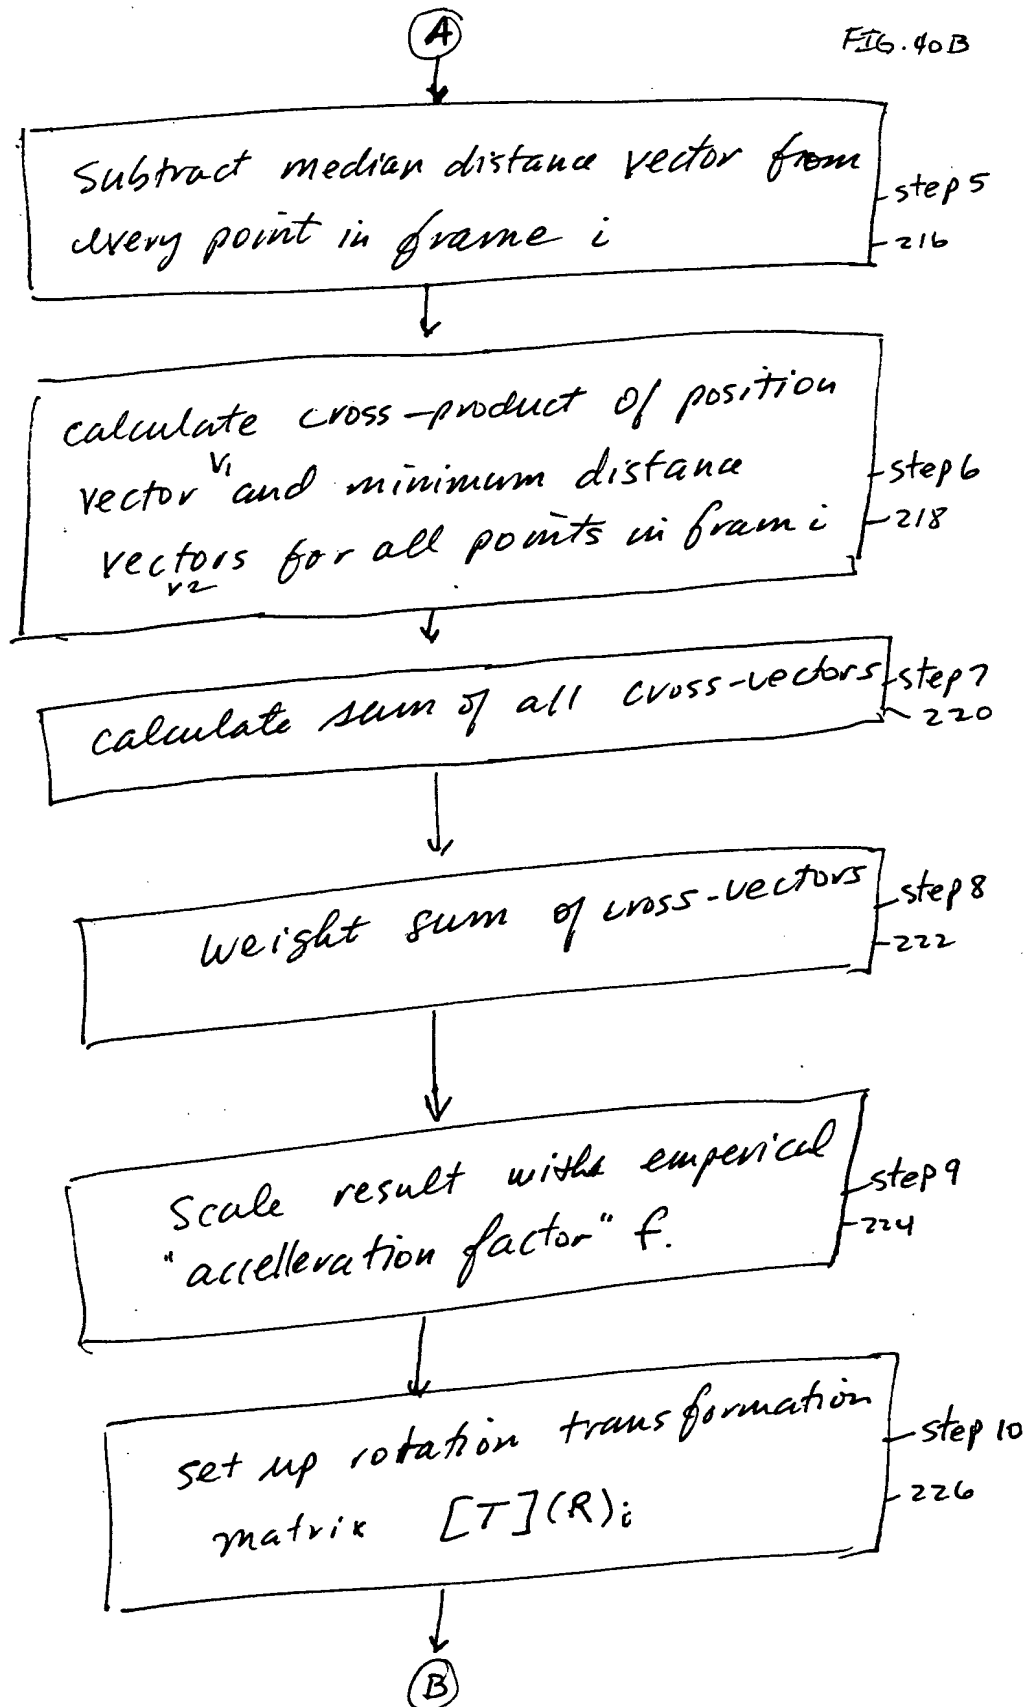 A
FIG. 40B
Subtract median distance vector from
every point in frame i
step 5
216
calculate cross-product of position
vector V1 and minimum distance
vectors V2 for all points in fram i
step 6
218
calculate sum of all cross-vectors
step 7
220
weight sum of cross-vectors
step 8
222
Scale result with emperical
"accelleration factor" f.
step 9
224
set up rotation transformation
matrix [T](R)i
step 10
226
B